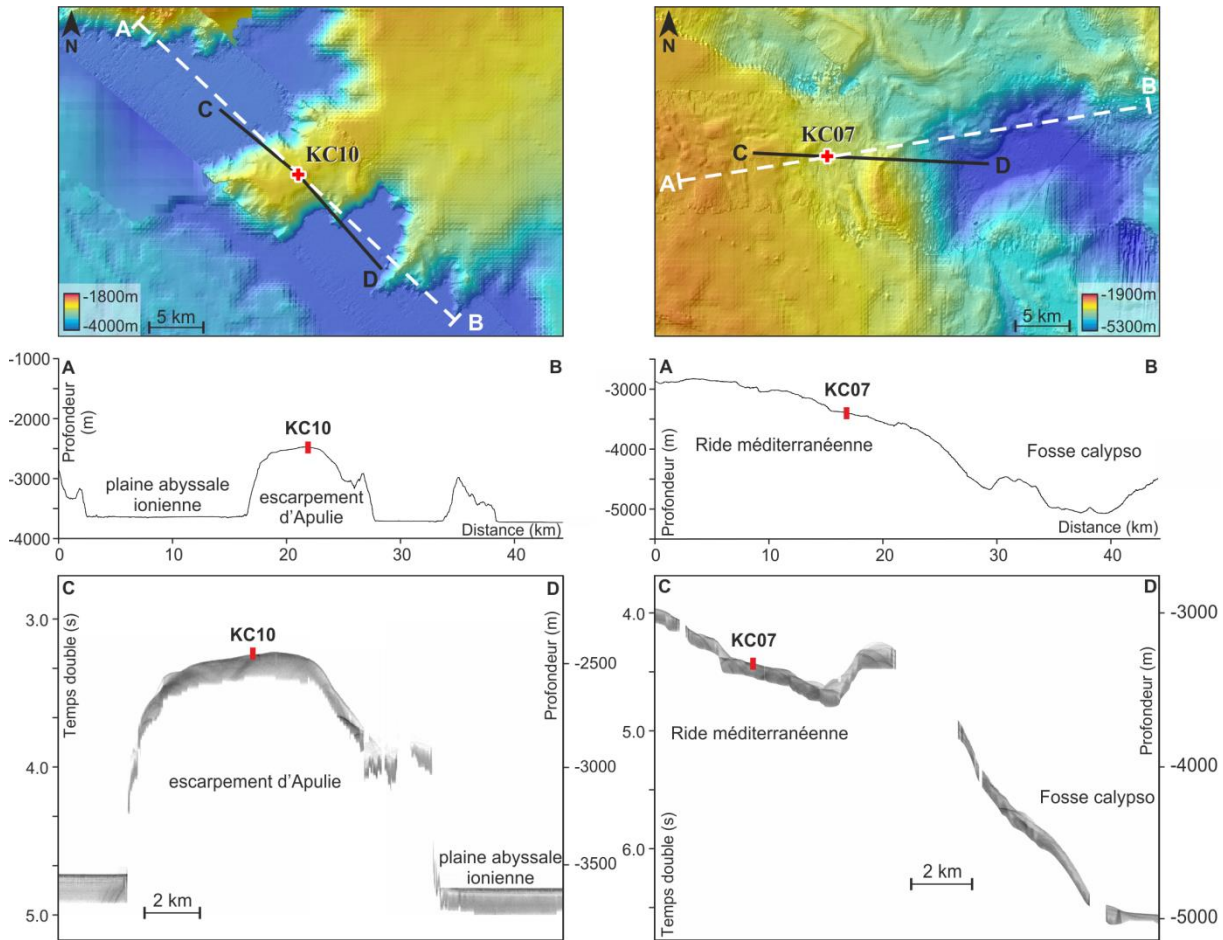 A
N
C
KC10
D
B
-1800m
-4000m
5 km
N
B
KC07
C
D
A
-1900m
-5300m
5 km
A
B
-1000
-2000
-3000
-4000
Profondeur
(m)
KC10
plaine abyssale
ionienne
escarpement
d'Apulie
Distance (km)
0
10
20
30
40
A
B
-3000
-4000
-5000
Profondeur (m)
KC07
Ride méditerranéenne
Fosse calypso
Distance (km)
0
10
20
30
40
C
D
3.0
4.0
5.0
Temps double (s)
KC10
escarpement d'Apulie
plaine abyssale
ionienne
2 km
Profondeur (m)
-2500
-3000
-3500
C
D
4.0
5.0
6.0
Temps double (s)
KC07
Ride méditerranéenne
Fosse calypso
2 km
Profondeur (m)
-3000
-4000
-5000